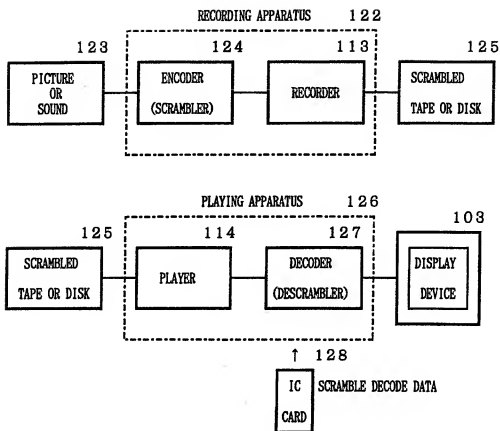 RECORDING APPARATUS 122
123 124 113 125
PICTURE
OR
SOUND
ENCODER
(SCRAMBLER)
RECORDER
SCRAMBLED
TAPE OR DISK
PLAYING APPARATUS 126
125 114 127 103
SCRAMBLED
TAPE OR DISK
PLAYER
DECODER
(DESCRAMBLER)
DISPLAY
DEVICE
↑ 128
IC
CARD
SCRAMBLE DECODE DATA